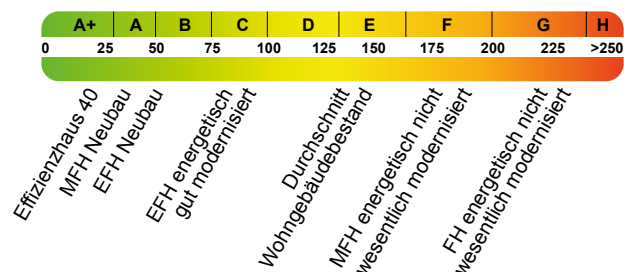 A+ A B C D E F G H
0 25 50 75 100 125 150 175 200 225 >250
Effizienzhaus 40
MFH Neubau
EFH Neubau
EFH energetisch
gut modernisiert
Durchschnitt
Wohngebäudebestand
MFH energetisch nicht
wesentlich modernisiert
FH energetisch nicht
wesentlich modernisiert